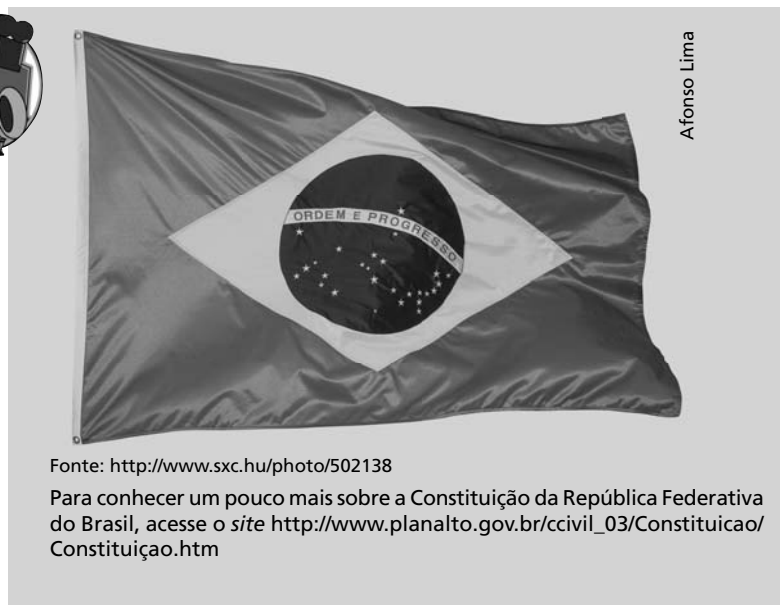 Afonso Lima
ORDEM E PROGRESSO
Fonte: http://www.sxc.hu/photo/502138
Para conhecer um pouco mais sobre a Constituição da República Federativa
do Brasil, acesse o site http://www.planalto.gov.br/ccivil_03/Constituicao/
Constituiçao.htm